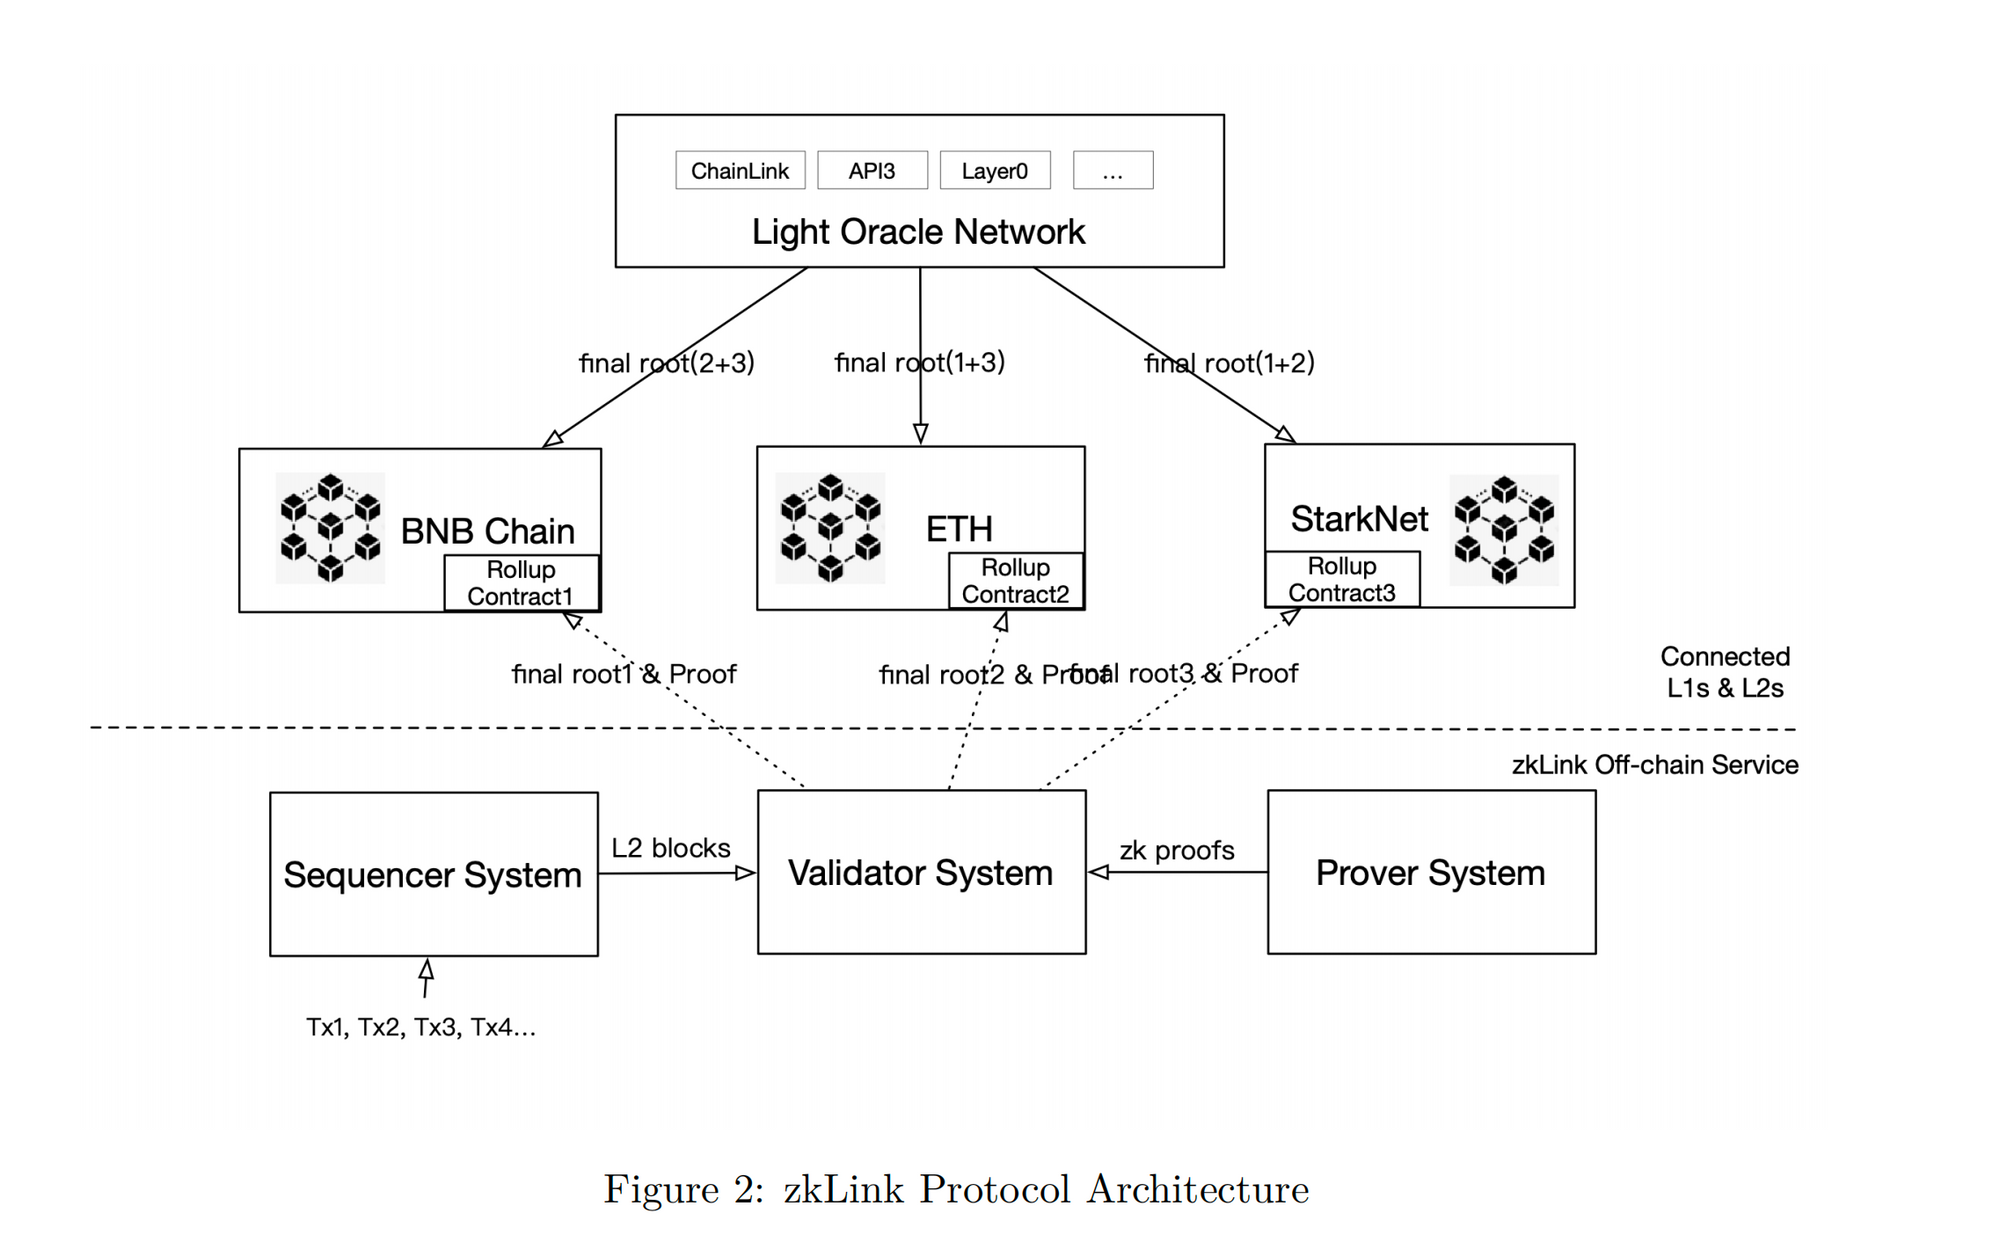 ChainLink
API3
Layer0
...
Light Oracle Network
final root(2+3)
final root(1+3)
final root(1+2)
BNB Chain
Rollup
Contract1
ETH
Rollup
Contract2
StarkNet
Rollup
Contract3
final root1 & Proof
final root2 & Proof
final root3 & Proof
Connected
L1s & L2s
zkLink Off-chain Service
Sequencer System
L2 blocks
Validator System
zk proofs
Prover System
Tx1, Tx2, Tx3, Tx4...
Figure 2: zkLink Protocol Architecture